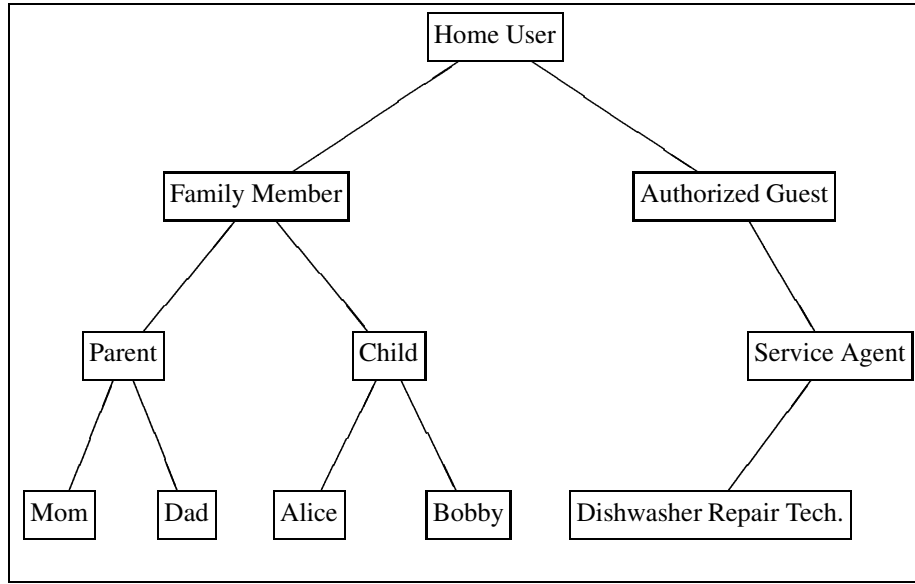 Home User
Family Member
Authorized Guest
Parent
Child
Service Agent
Mom
Dad
Alice
Bobby
Dishwasher Repair Tech.